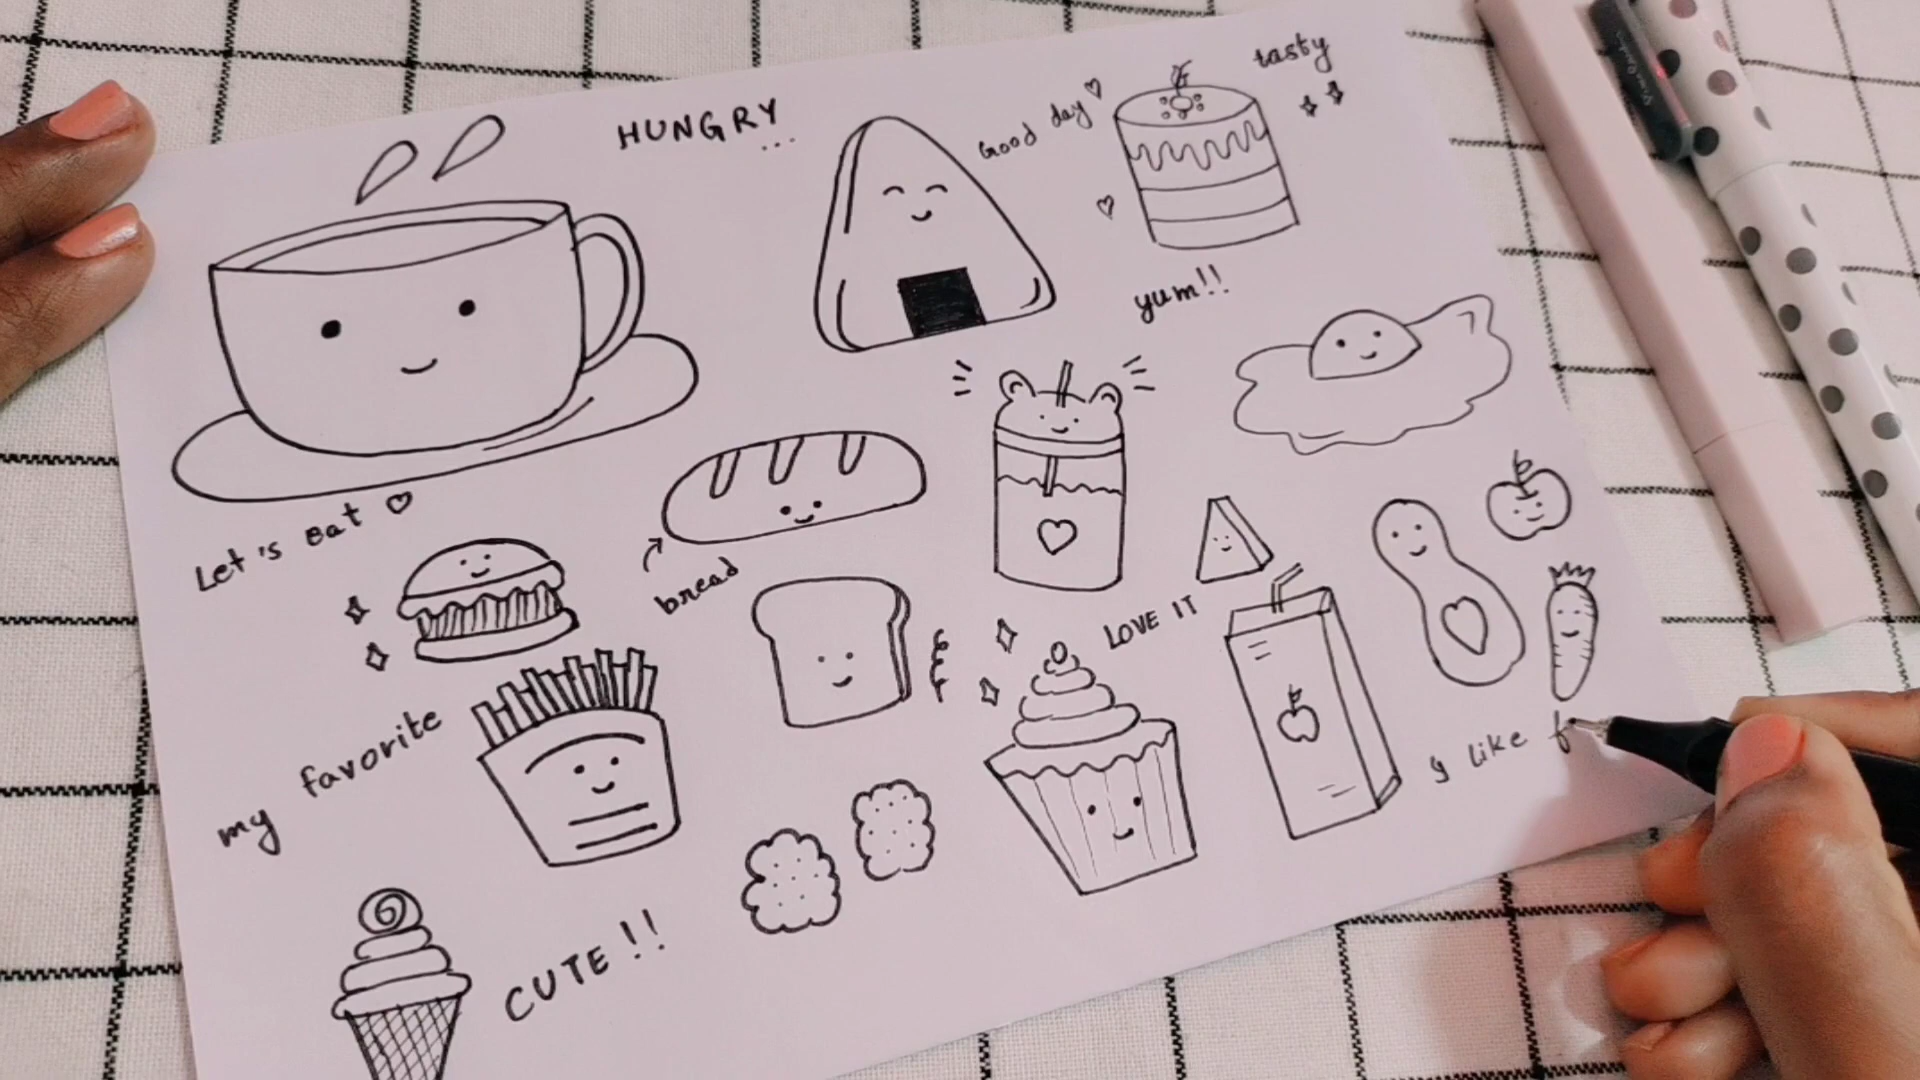 HUNGRY
...
Good day
tasty
yum!!
Let's eat
bread
LOVE IT
my favorite
I like f
CUTE!!